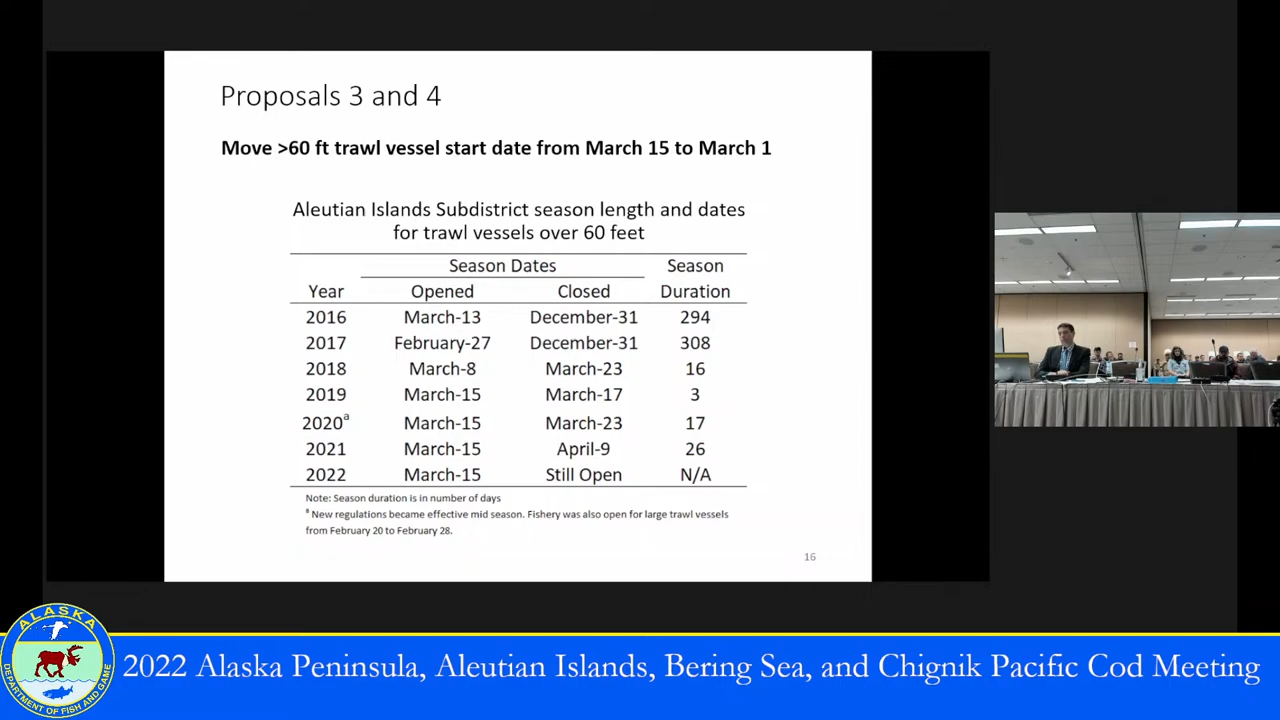 Proposals 3 and 4
Move >60 ft trawl vessel start date from March 15 to March 1
Aleutian Islands Subdistrict season length and dates
for trawl vessels over 60 feet
Season Dates Season
Year Opened Closed Duration
2016 March-13 December-31 294
2017 February-27 December-31 308
2018 March-8 March-23 16
2019 March-15 March-17 3
2020a March-15 March-23 17
2021 March-15 April-9 26
2022 March-15 Still Open N/A
Note: Season duration is in number of days
a New regulations became effective mid season. Fishery was also open for large trawl vessels
from February 20 to February 28.
16
ALASKA
DEPARTMENT OF FISH AND GAME
2022 Alaska Peninsula, Aleutian Islands, Bering Sea, and Chignik Pacific Cod Meeting